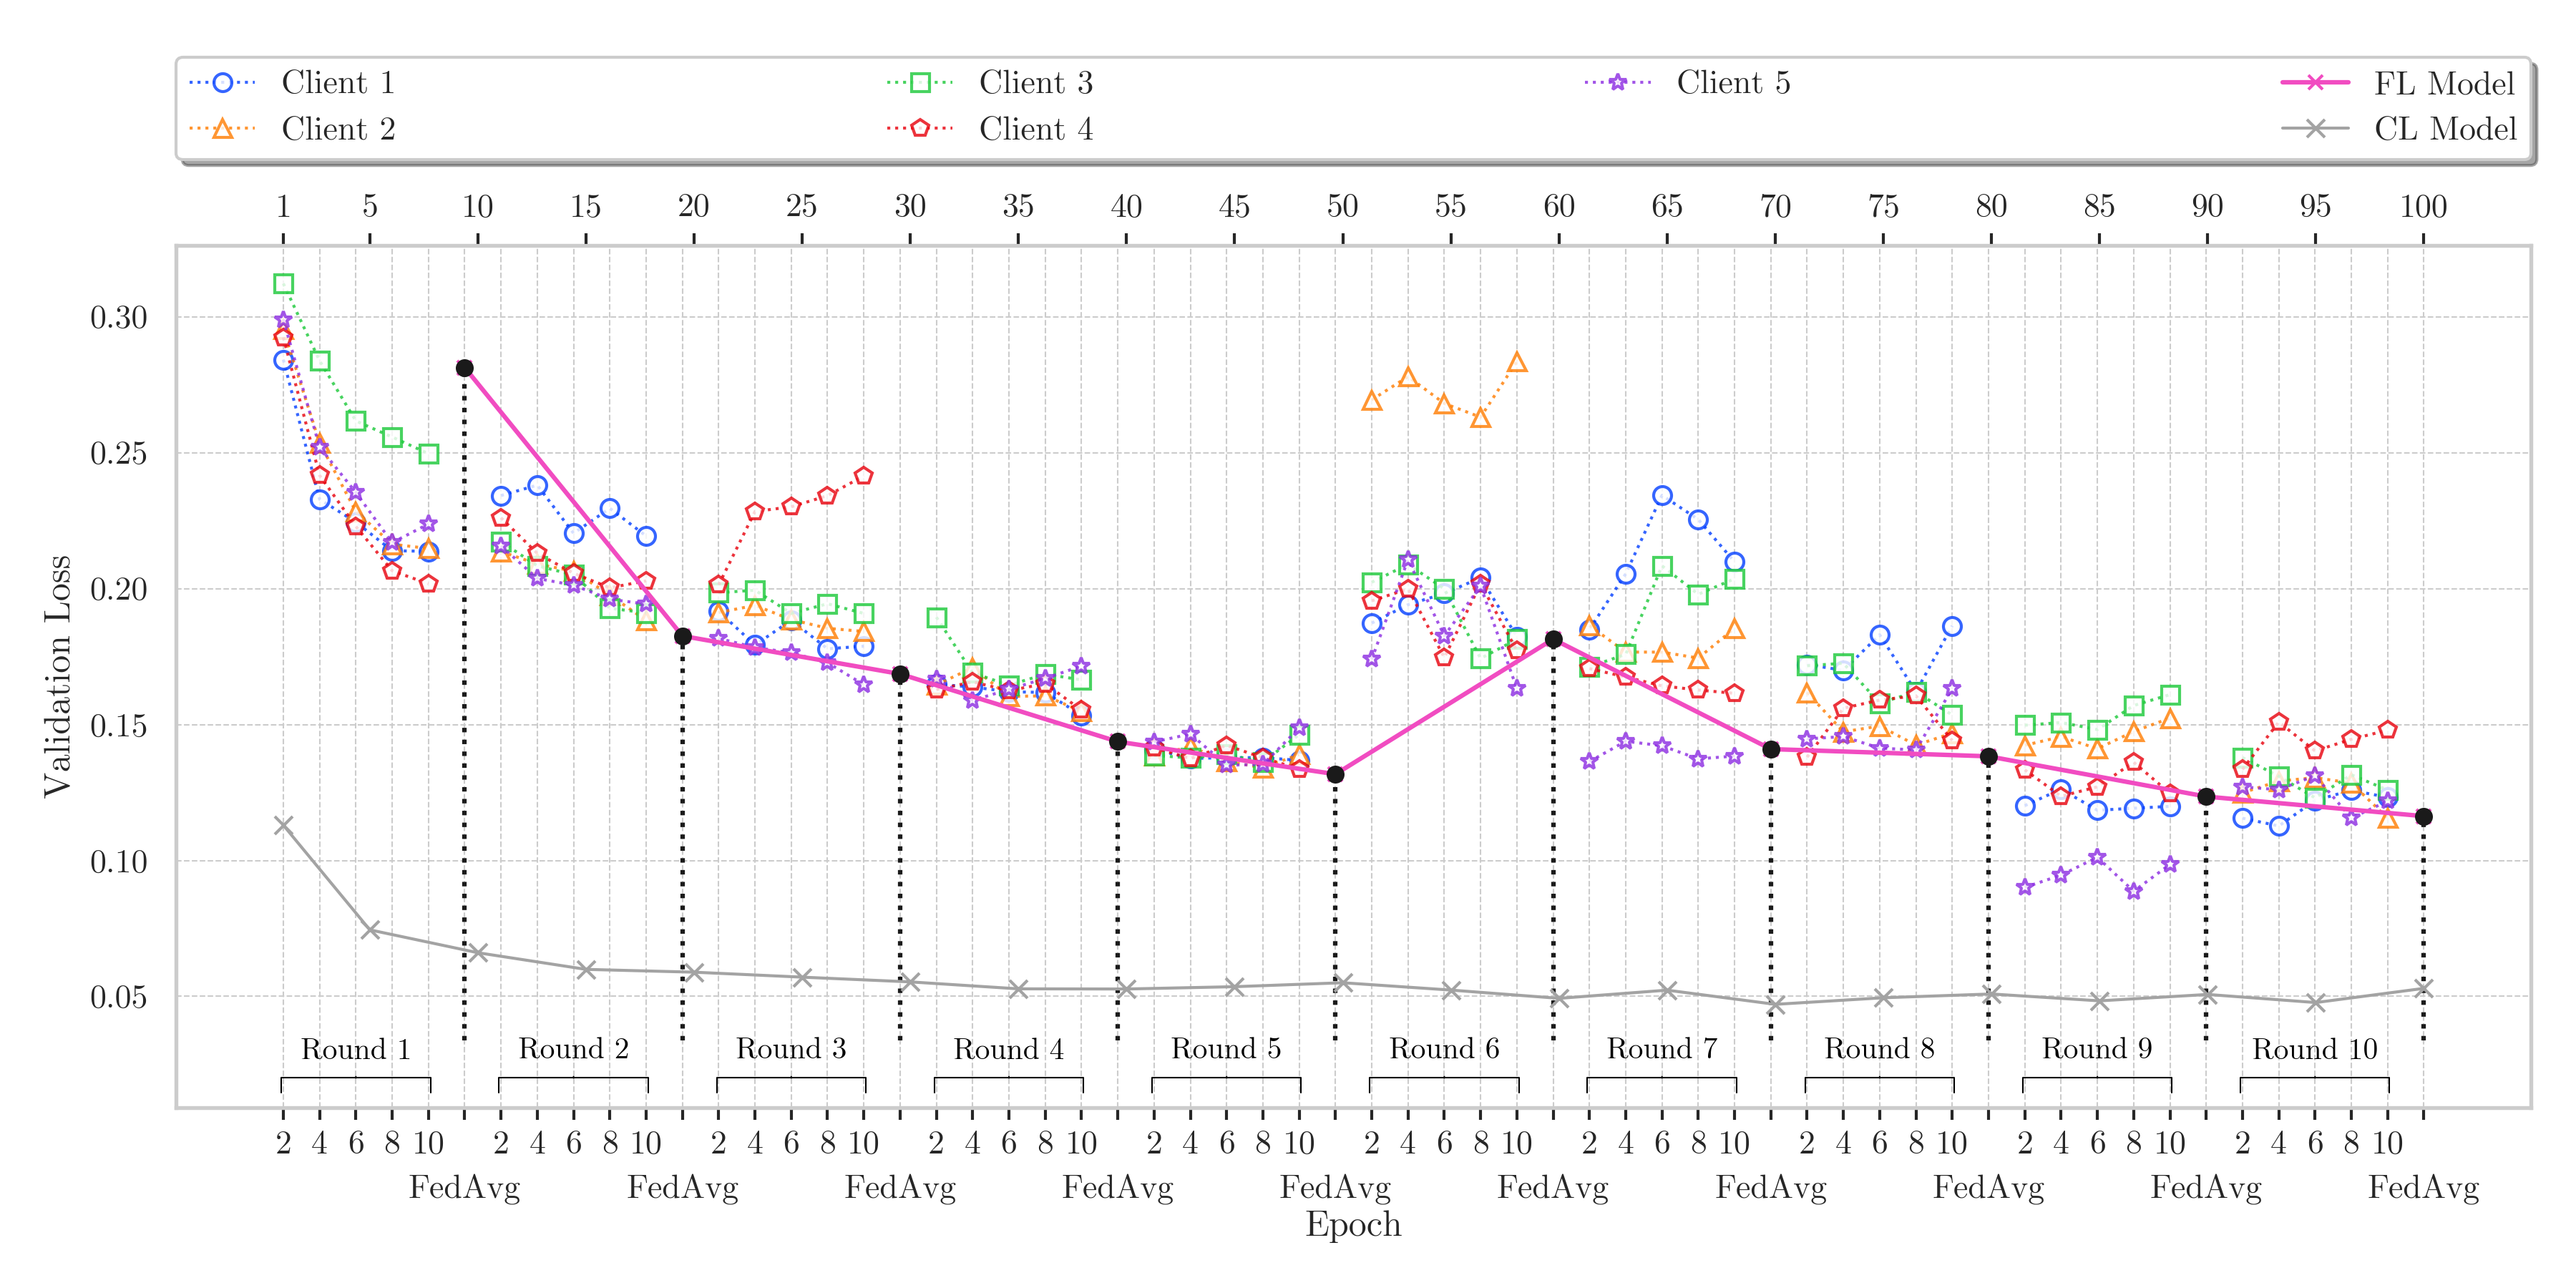 Client 1 Client 3 Client 5 FL Model
Client 2 Client 4 CL Model
1 5 10 15 20 25 30 35 40 45 50 55 60 65 70 75 80 85 90 95 100
0.30
0.25
0.20
0.15
0.10
0.05
Validation Loss
Round 1 Round 2 Round 3 Round 4 Round 5 Round 6 Round 7 Round 8 Round 9 Round 10
2 4 6 8 10 2 4 6 8 10 2 4 6 8 10 2 4 6 8 10 2 4 6 8 10 2 4 6 8 10 2 4 6 8 10 2 4 6 8 10 2 4 6 8 10 2 4 6 8 10
FedAvg FedAvg FedAvg FedAvg FedAvg FedAvg FedAvg FedAvg FedAvg FedAvg
Epoch